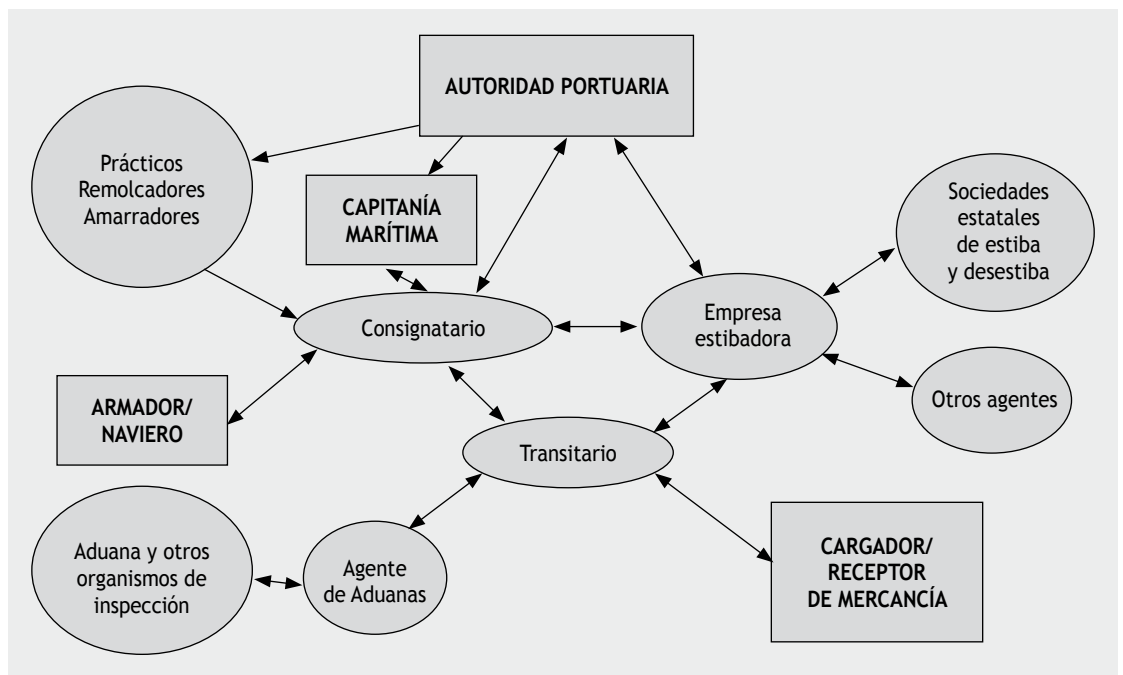 AUTORIDAD PORTUARIA
Prácticos
Remolcadores
Amarradores
CAPITANÍA
MARÍTIMA
Sociedades
estatales
de estiba
y desestiba
Consignatario
Empresa
estibadora
ARMADOR/
NAVIERO
Otros agentes
Transitario
Aduana y otros
organismos de
inspección
Agente
de Aduanas
CARGADOR/
RECEPTOR
DE MERCANCÍA